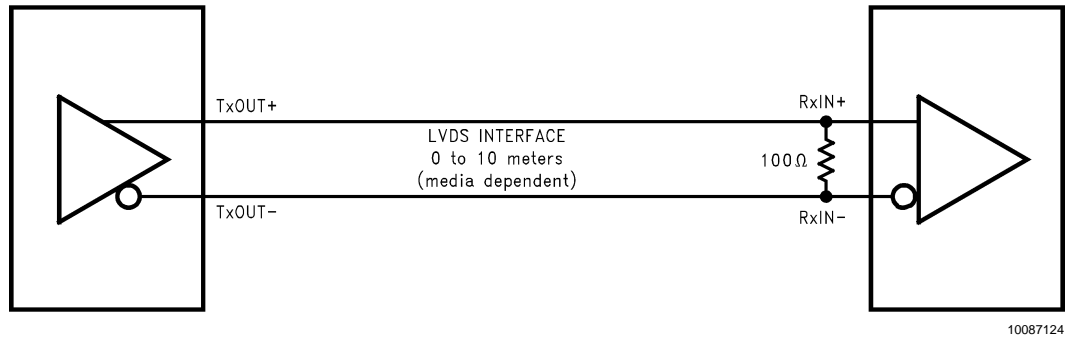 TxOUT+
RxIN+
LVDS INTERFACE
0 to 10 meters
(media dependent)
100Ω
TxOUT−
RxIN−
10087124